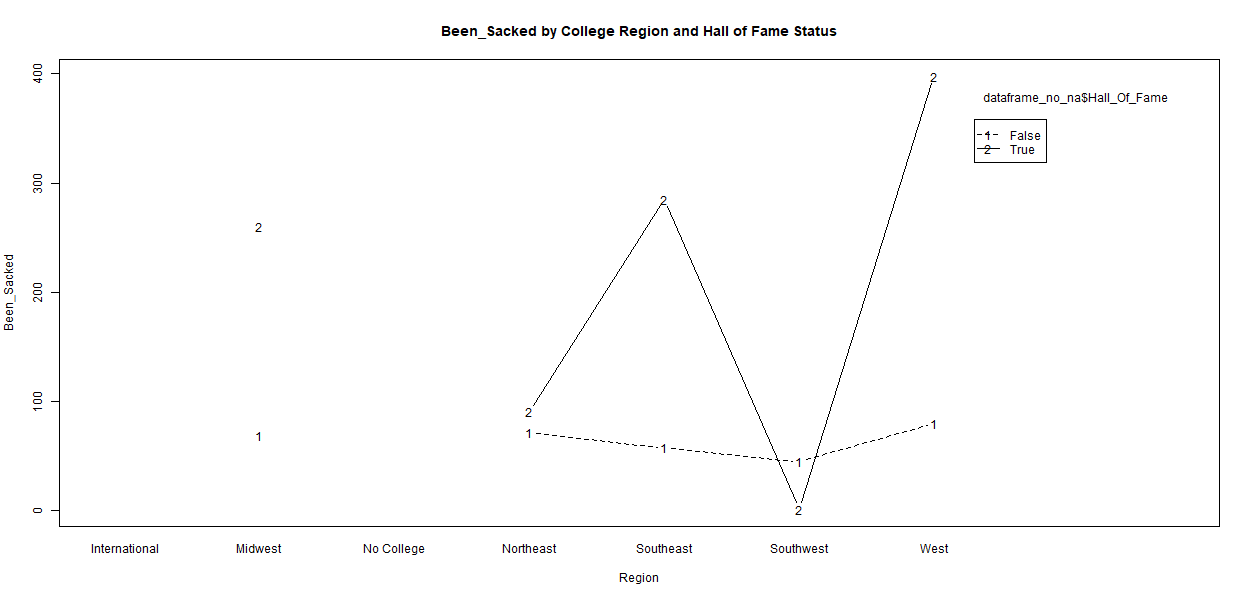 Been_Sacked by College Region and Hall of Fame Status
400
300
200
100
0
Been_Sacked
2
1
2
1
2
1
1
2
2
1
dataframe_no_na$Hall_Of_Fame
1 False
2 True
International Midwest No College Northeast Southeast Southwest West
Region